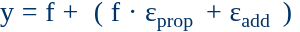 y = f + ( f · ε_prop + ε_add )